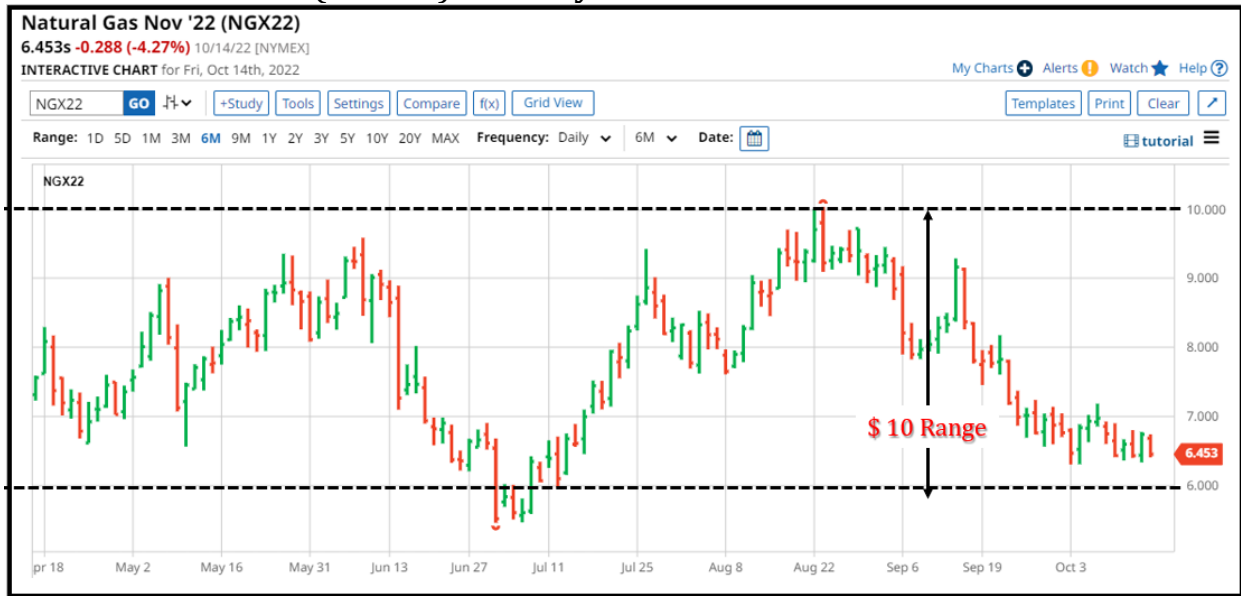 Natural Gas Nov '22 (NGX22)
6.453s -0.288 (-4.27%) 10/14/22 [NYMEX]
INTERACTIVE CHART for Fri, Oct 14th, 2022
My Charts Alerts Watch Help
NGX22 GO +Study Tools Settings Compare f(x) Grid View Templates Print Clear
Range: 1D 5D 1M 3M 6M 9M 1Y 2Y 3Y 5Y 10Y 20Y MAX Frequency: Daily 6M Date: tutorial
NGX22
10.000
9.000
8.000
7.000
$ 10 Range
6.453
6.000
pr 18 May 2 May 16 May 31 Jun 13 Jun 27 Jul 11 Jul 25 Aug 8 Aug 22 Sep 6 Sep 19 Oct 3